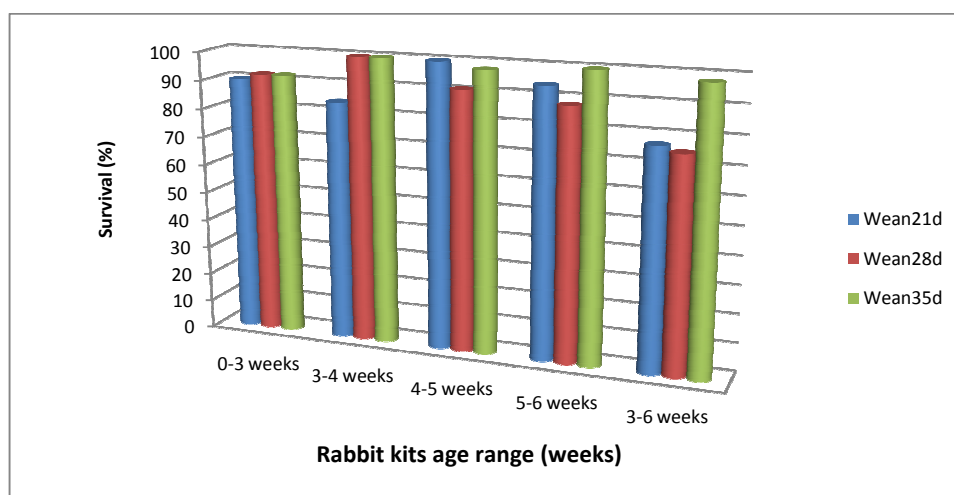 100
90
80
70
60
50
40
30
20
10
0
Survival (%)
0-3 weeks
3-4 weeks
4-5 weeks
5-6 weeks
3-6 weeks
Rabbit kits age range (weeks)
Wean21d
Wean28d
Wean35d